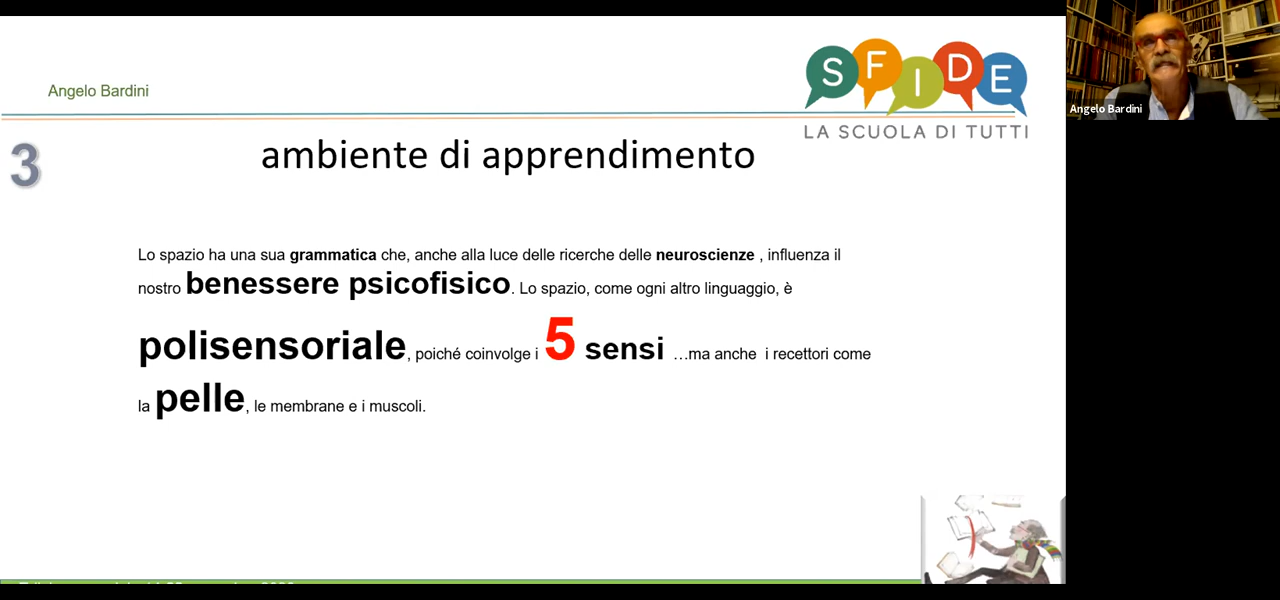 Angelo Bardini
SFIDE
LA SCUOLA DI TUTTI
Angelo Bardini
3
ambiente di apprendimento
Lo spazio ha una sua grammatica che, anche alla luce delle ricerche delle neuroscienze , influenza il
nostro benessere psicofisico. Lo spazio, come ogni altro linguaggio, è
polisensoriale, poiché coinvolge i 5 sensi ...ma anche i recettori come
la pelle, le membrane e i muscoli.